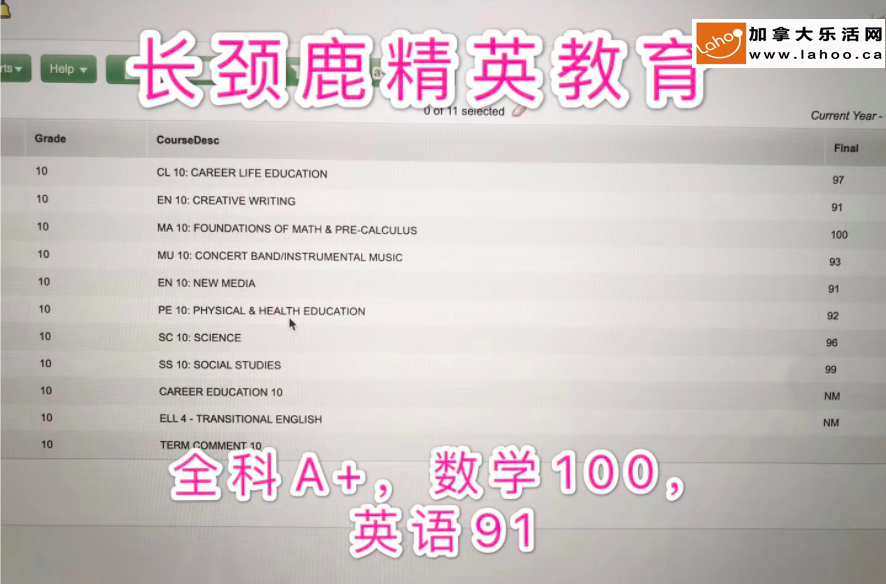 Lahoo 加拿大乐活网
www.lahoo.ca
长颈鹿精英教育
rts Help
0 of 11 selected
Current Year -
Grade CourseDesc Final
10 CL 10: CAREER LIFE EDUCATION 97
10 EN 10: CREATIVE WRITING 91
10 MA 10: FOUNDATIONS OF MATH & PRE-CALCULUS 100
10 MU 10: CONCERT BAND/INSTRUMENTAL MUSIC 93
10 EN 10: NEW MEDIA 91
10 PE 10: PHYSICAL & HEALTH EDUCATION 92
10 SC 10: SCIENCE 96
10 SS 10: SOCIAL STUDIES 99
10 CAREER EDUCATION 10 NM
10 ELL 4 - TRANSITIONAL ENGLISH NM
10 TERM COMMENT 10
全科A+，数学100，
英语91